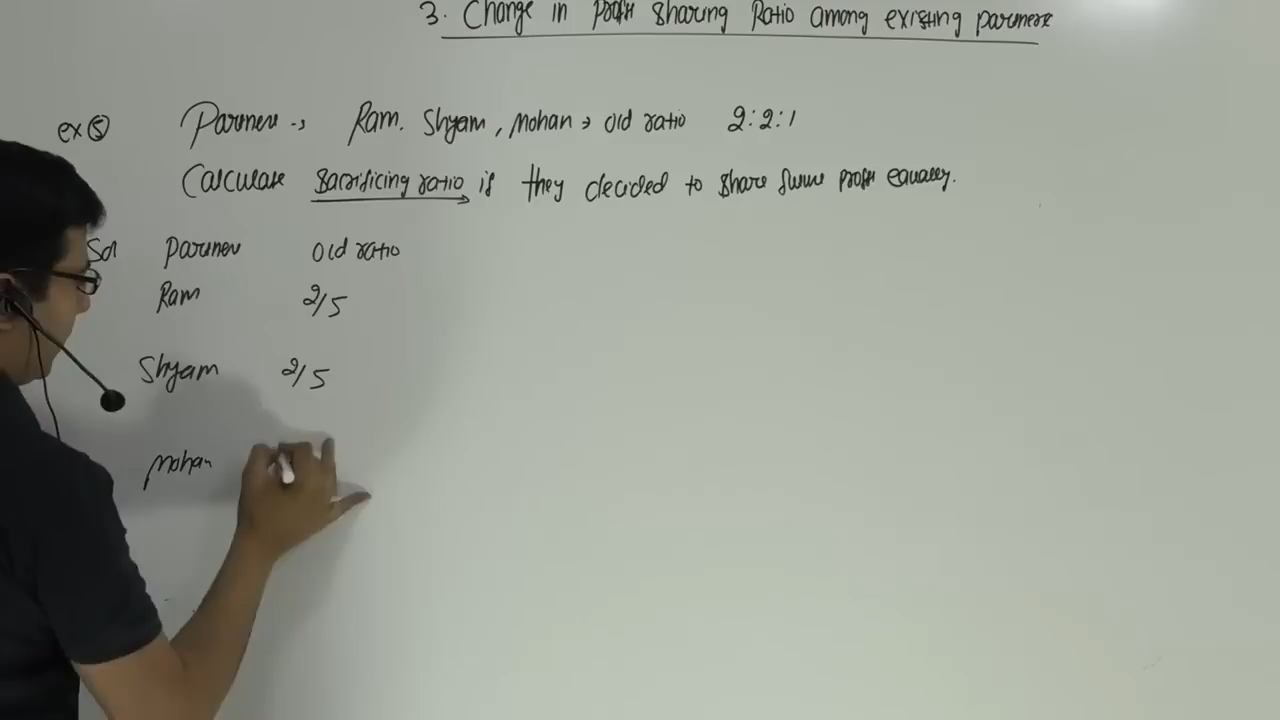 3. Change in Profit Sharing Ratio among existing partners
ex ⑤ Partners → Ram. Shyam, Mohan → Old ratio 2:2:1
Calculate Sacrificing ratio if they decided to share future profit equally.
Sol Partner Old ratio
Ram 2/5
Shyam 2/5
Mohan